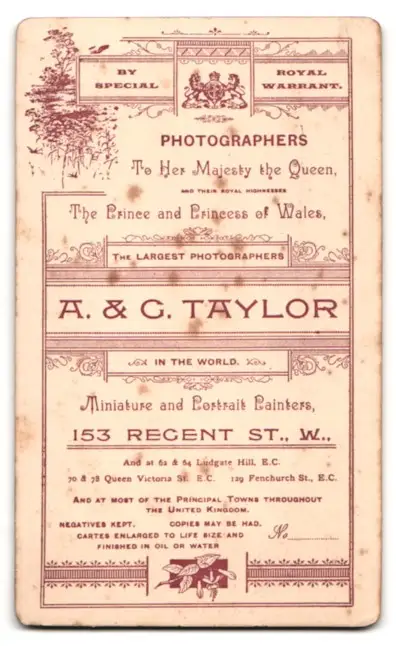 BY SPECIAL ROYAL WARRANT.
PHOTOGRAPHERS
To Her Majesty the Queen,
AND THEIR ROYAL HIGHNESSES
The Prince and Princess of Wales,
THE LARGEST PHOTOGRAPHERS
A. & G. TAYLOR
IN THE WORLD.
Miniature and Portrait Painters,
153 REGENT ST., W.,
And at 62 & 64 Ludgate Hill, E.C.
70 & 78 Queen Victoria St. E.C. 129 Fenchurch St., E.C.
AND AT MOST OF THE PRINCIPAL TOWNS THROUGHOUT
THE UNITED KINGDOM.
NEGATIVES KEPT. COPIES MAY BE HAD.
CARTES ENLARGED TO LIFE SIZE AND
FINISHED IN OIL OR WATER
No